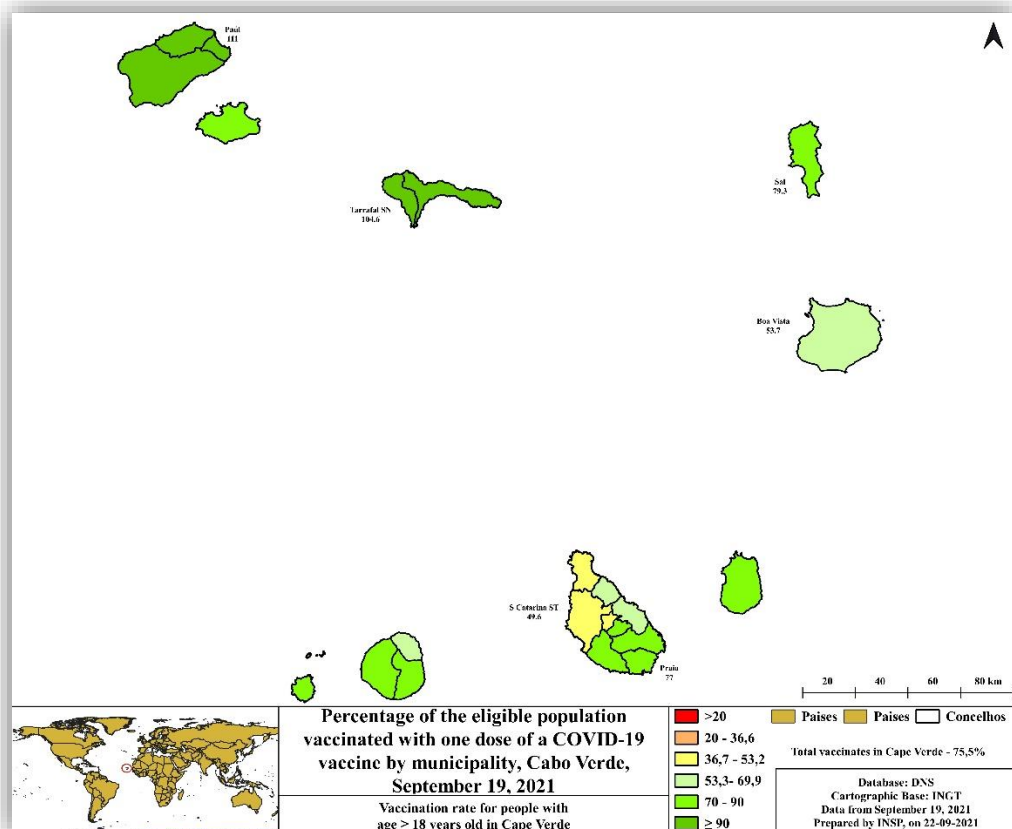 Paúl
111
Sal
79.3
Tarrafal SN
104.6
Boa Vista
53.7
S Catarina ST
49.6
Praia
77
20 40 60 80 km
Percentage of the eligible population
vaccinated with one dose of a COVID-19
vaccine by municipality, Cabo Verde,
September 19, 2021
Vaccination rate for people with
age > 18 years old in Cape Verde
>20
20 - 36,6
36,7 - 53,2
53,3- 69,9
70 - 90
≥ 90
Paises Paises Concelhos
Total vaccinates in Cape Verde - 75,5%
Database: DNS
Cartographic Base: INGT
Data from September 19, 2021
Prepared by INSP, on 22-09-2021